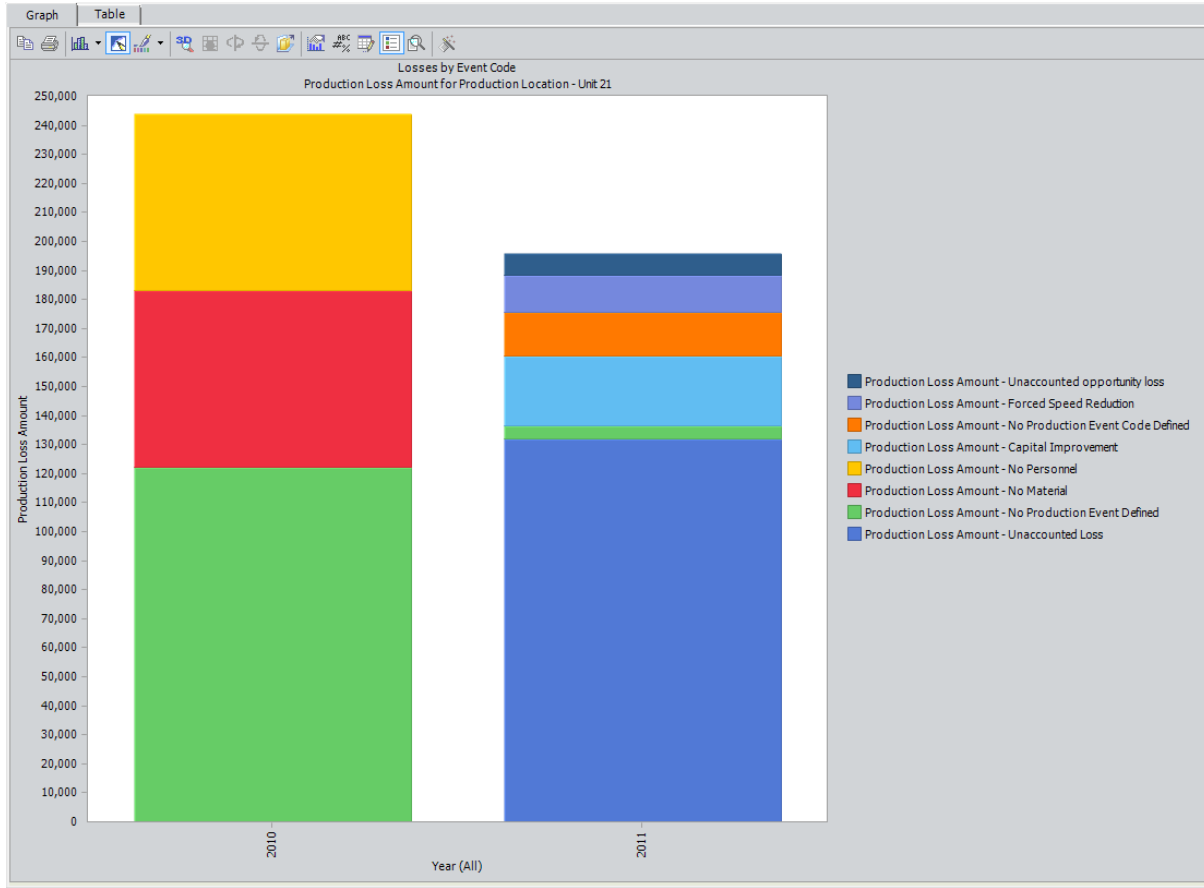 Graph Table
3D ABC #%
Losses by Event Code
Production Loss Amount for Production Location - Unit 21
250,000
240,000
230,000
220,000
210,000
200,000
190,000
180,000
170,000
160,000
150,000
140,000
130,000
120,000
110,000
100,000
90,000
80,000
70,000
60,000
50,000
40,000
30,000
20,000
10,000
0
Production Loss Amount
2010 2011
Year (All)
Production Loss Amount - Unaccounted opportunity loss
Production Loss Amount - Forced Speed Reduction
Production Loss Amount - No Production Event Code Defined
Production Loss Amount - Capital Improvement
Production Loss Amount - No Personnel
Production Loss Amount - No Material
Production Loss Amount - No Production Event Defined
Production Loss Amount - Unaccounted Loss